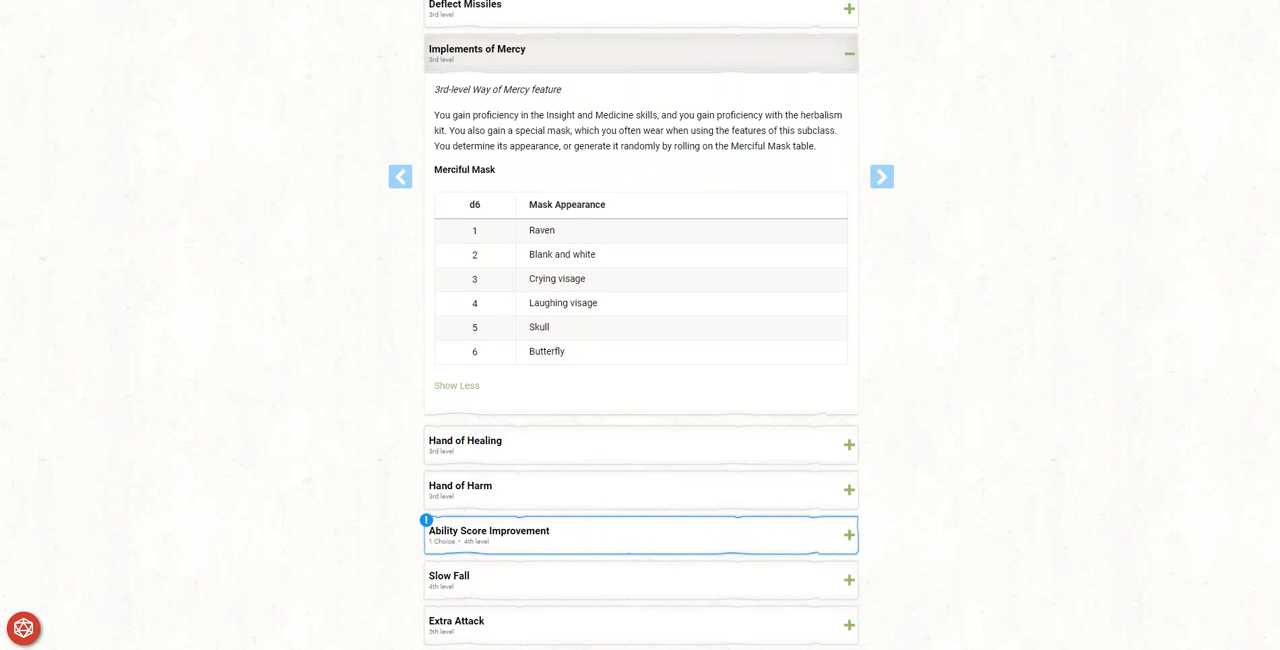 Deflect Missiles
3rd level
Implements of Mercy
3rd level
3rd-level Way of Mercy feature
You gain proficiency in the Insight and Medicine skills, and you gain proficiency with the herbalism
kit. You also gain a special mask, which you often wear when using the features of this subclass.
You determine its appearance, or generate it randomly by rolling on the Merciful Mask table.
Merciful Mask
d6 Mask Appearance
1 Raven
2 Blank and white
3 Crying visage
4 Laughing visage
5 Skull
6 Butterfly
Show Less
Hand of Healing
3rd level
Hand of Harm
3rd level
!
Ability Score Improvement
1 Choice • 4th level
Slow Fall
4th level
Extra Attack
5th level